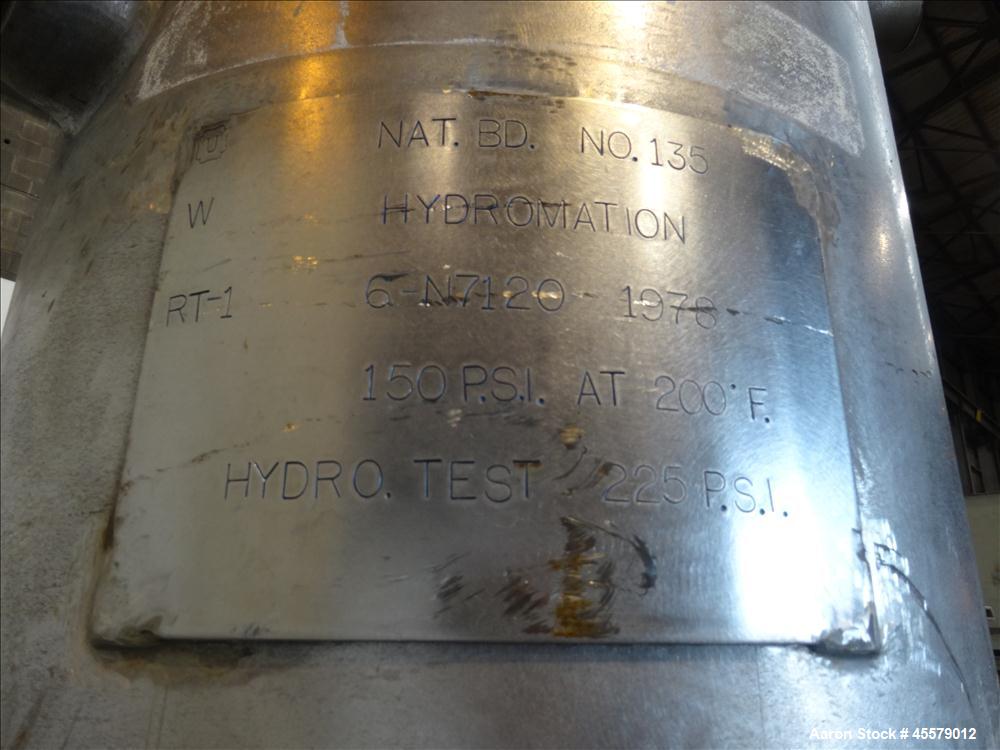 U NAT. BD. NO. 135
W HYDROMATION
RT-1 6-N7120 1978
150 P.S.I. AT 200° F.
HYDRO. TEST 225 P.S.I.
Aaron Stock # 45579012